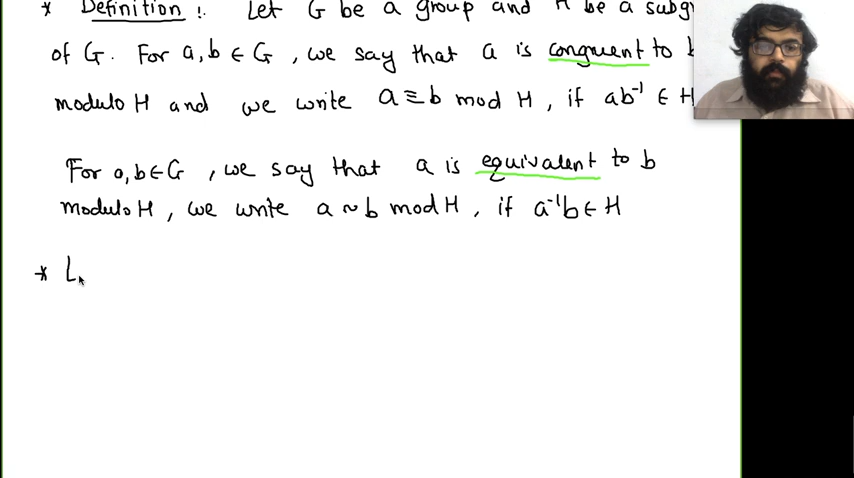 * Definition :. Let G be a group and H be a subgr
of G. For a, b ∈ G, we say that a is congruent to b
modulo H and we write a ≡ b mod H, if ab⁻¹ ∈ H
For a, b ∈ G, we say that a is equivalent to b
modulo H, we write a ~ b mod H, if a⁻¹b ∈ H
* L